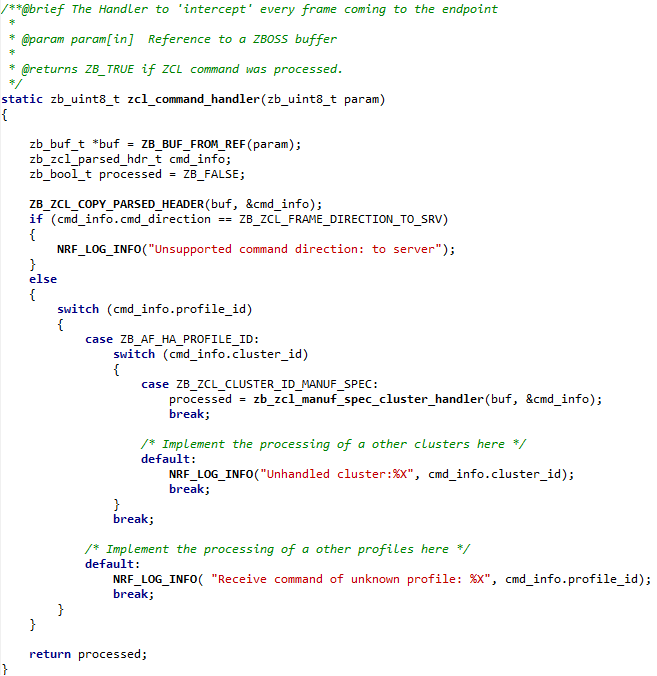 /**@brief The Handler to 'intercept' every frame coming to the endpoint
 *
 * @param param[in]  Reference to a ZBOSS buffer
 *
 * @returns ZB_TRUE if ZCL command was processed.
 */
static zb_uint8_t zcl_command_handler(zb_uint8_t param)
{
    zb_buf_t *buf = ZB_BUF_FROM_REF(param);
    zb_zcl_parsed_hdr_t cmd_info;
    zb_bool_t processed = ZB_FALSE;

    ZB_ZCL_COPY_PARSED_HEADER(buf, &cmd_info);
    if (cmd_info.cmd_direction == ZB_ZCL_FRAME_DIRECTION_TO_SRV)
    {
        NRF_LOG_INFO("Unsupported command direction: to server");
    }
    else
    {
        switch (cmd_info.profile_id)
        {
            case ZB_AF_HA_PROFILE_ID:
                switch (cmd_info.cluster_id)
                {
                    case ZB_ZCL_CLUSTER_ID_MANUF_SPEC:
                        processed = zb_zcl_manuf_spec_cluster_handler(buf, &cmd_info);
                        break;

                    /* Implement the processing of a other clusters here */
                    default:
                        NRF_LOG_INFO("Unhandled cluster:%X", cmd_info.cluster_id);
                        break;
                }
                break;

            /* Implement the processing of a other profiles here */
            default:
                NRF_LOG_INFO( "Receive command of unknown profile: %X", cmd_info.profile_id);
                break;
        }
    }

    return processed;
}